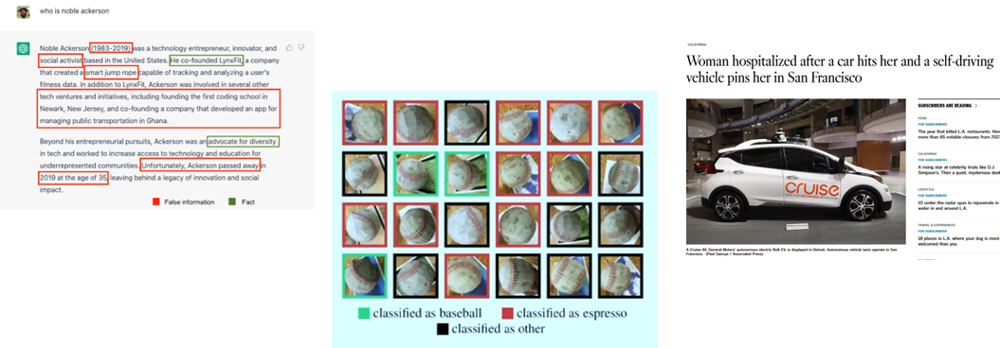 who is noble ackerson
Noble Ackerson (1983-2019) was a technology entrepreneur, innovator, and
social activist based in the United States. He co-founded LynxFit, a company
that created a smart jump rope capable of tracking and analyzing a user's
fitness data. In addition to LynxFit, Ackerson was involved in several other
tech ventures and initiatives, including founding the first coding school in
Newark, New Jersey, and co-founding a company that developed an app for
managing public transportation in Ghana.
Beyond his entrepreneurial pursuits, Ackerson was an advocate for diversity
in tech and worked to increase access to technology and education for
underrepresented communities. Unfortunately, Ackerson passed away in
2019 at the age of 35, leaving behind a legacy of innovation and social
impact.
False information
Fact
classified as baseball
classified as espresso
classified as other
CALIFORNIA
Woman hospitalized after a car hits her and a self-driving
vehicle pins her in San Francisco
cruise
A Cruise AV, General Motors' autonomous electric Bolt EV, is displayed in Detroit. Autonomous vehicle taxis operate in San
Francisco. (Paul Sancya / Associated Press)
SUBSCRIBERS ARE READING >
FOOD
FOR SUBSCRIBERS
The year that killed L.A. restaurants: Her
more than 65 notable closures from 202
CALIFORNIA
FOR SUBSCRIBERS
A rising star at celebrity trials like O.J.
Simpson's. Then a quiet, mysterious dea
LIFESTYLE
FOR SUBSCRIBERS
10 under-the-radar spas to rejuvenate in
water in and around L.A.
TRAVEL & EXPERIENCES
FOR SUBSCRIBERS
18 places in L.A. where your dog is more
welcomed than you